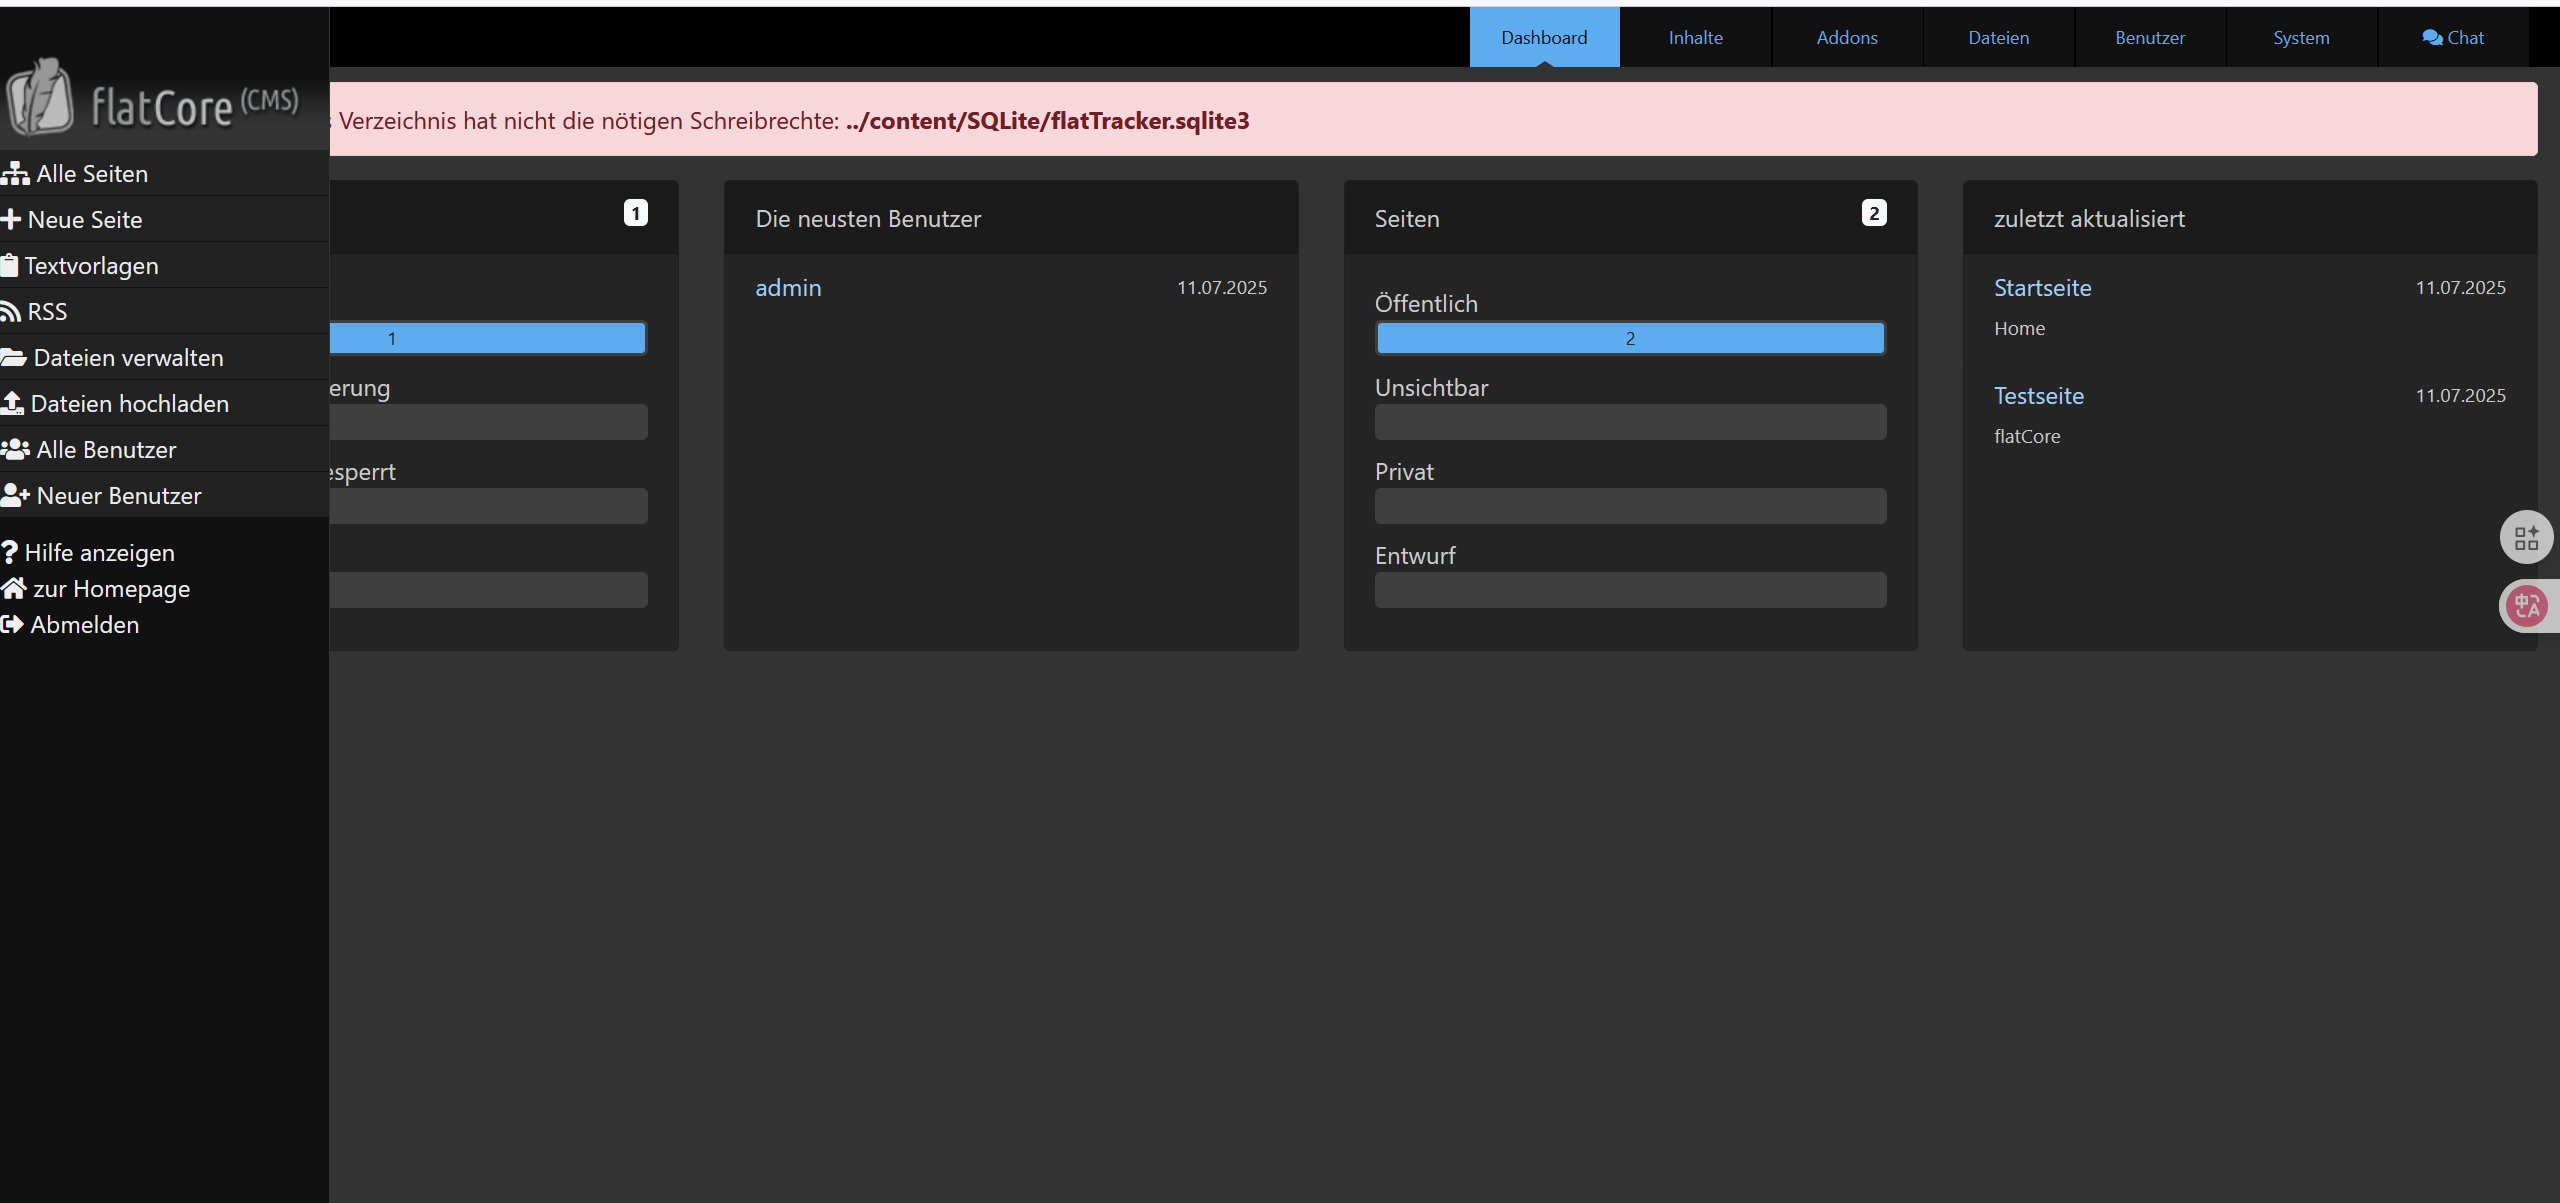 flatCore (CMS)
Alle Seiten
Neue Seite
Textvorlagen
RSS
Dateien verwalten
Dateien hochladen
Alle Benutzer
Neuer Benutzer
Hilfe anzeigen
zur Homepage
Abmelden
Dashboard
Inhalte
Addons
Dateien
Benutzer
System
Chat
Verzeichnis hat nicht die nötigen Schreibrechte: ../content/SQLite/flatTracker.sqlite3
1
1
erung
esperrt
Die neusten Benutzer
admin 11.07.2025
Seiten 2
Öffentlich
2
Unsichtbar
Privat
Entwurf
zuletzt aktualisiert
Startseite 11.07.2025
Home
Testseite 11.07.2025
flatCore
中A